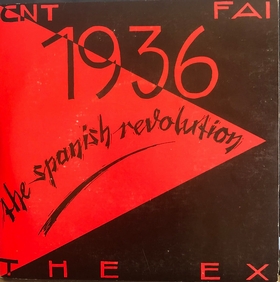 CNT FAI
1936
the spanish revolution
THE EX